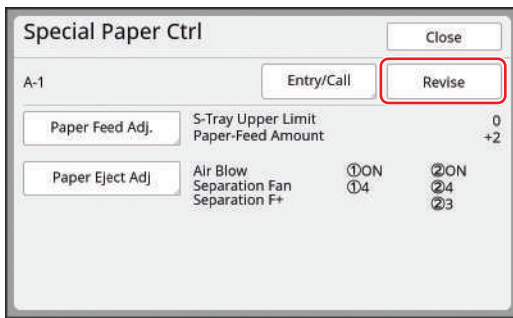 Special Paper Ctrl
Close
A-1
Entry/Call
Revise
Paper Feed Adj.
S-Tray Upper Limit 0
Paper-Feed Amount +2
Paper Eject Adj
Air Blow ①ON ②ON
Separation Fan ①4 ②4
Separation F+ ②3